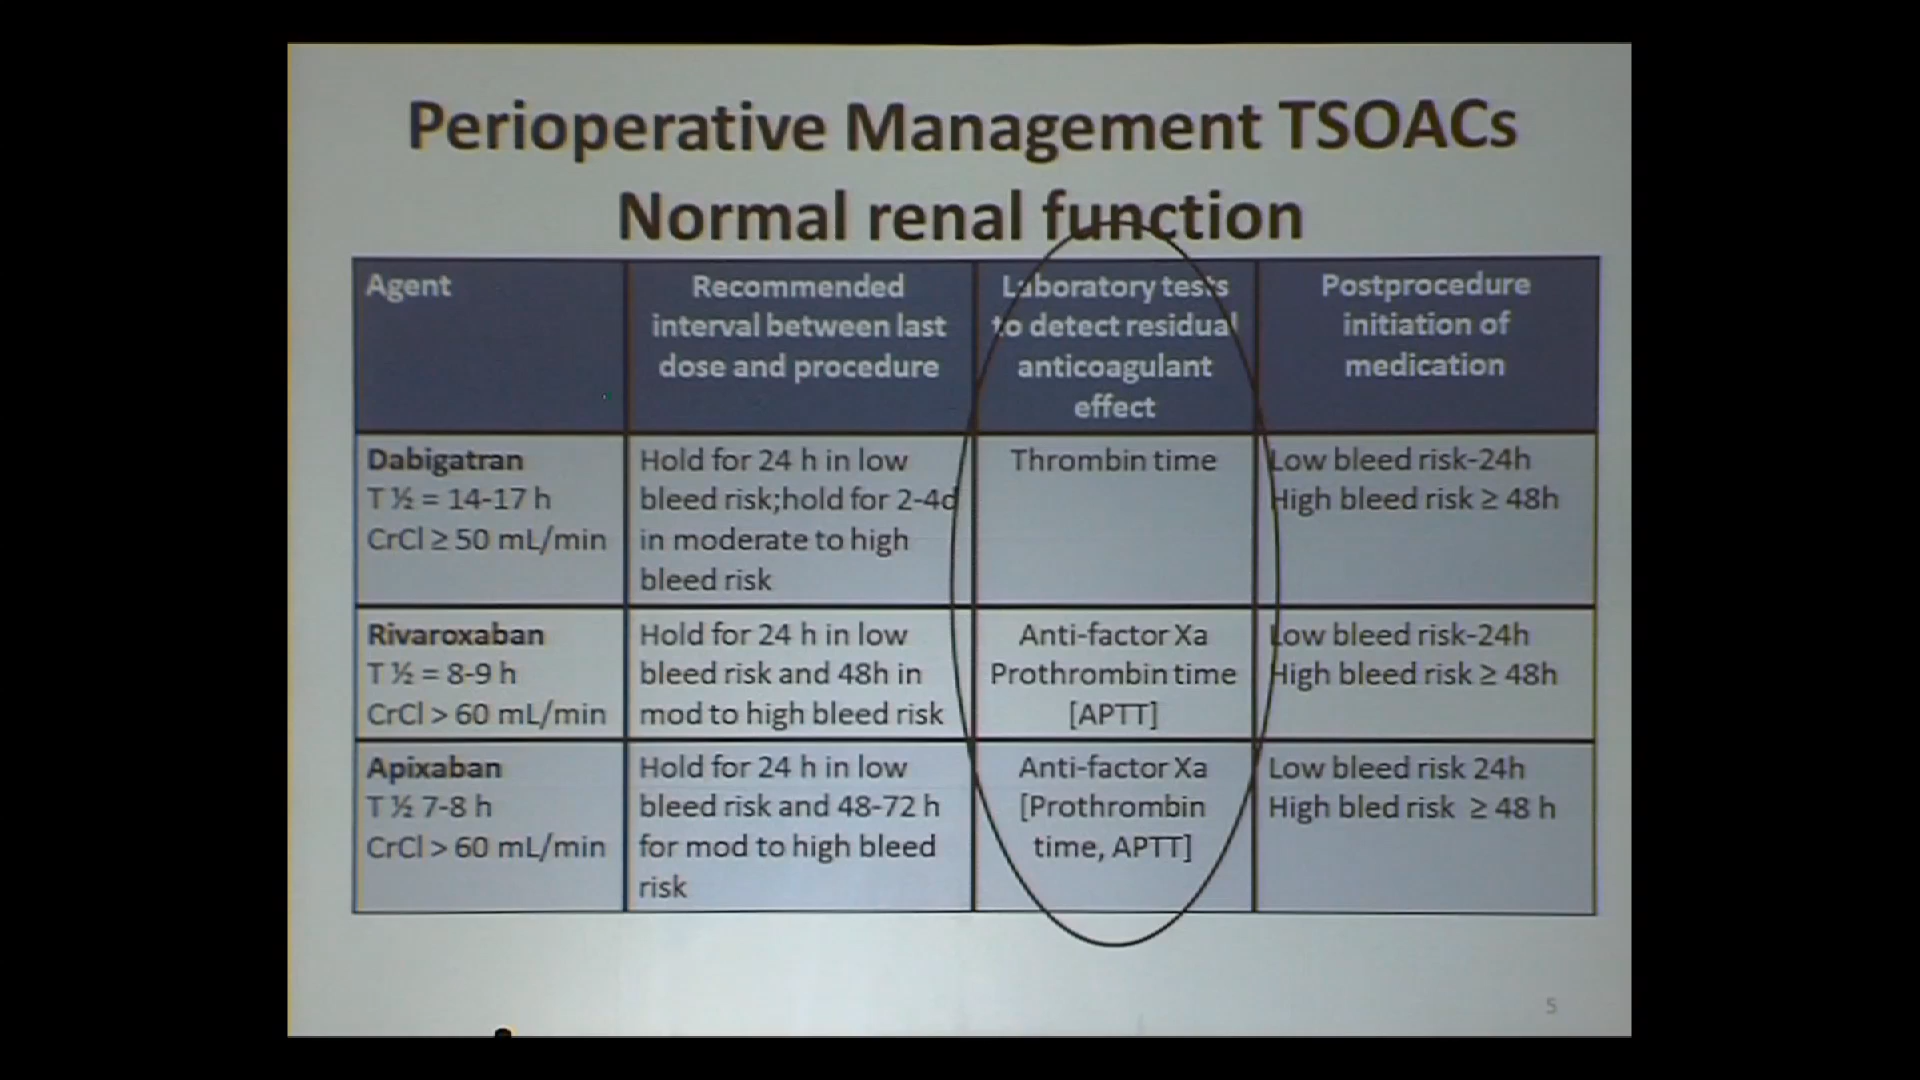 Perioperative Management TSOACs
Normal renal function
Agent
Recommended
interval between last
dose and procedure
Laboratory tests
to detect residual
anticoagulant
effect
Postprocedure
initiation of
medication
Dabigatran
T ½ = 14-17 h
CrCl ≥ 50 mL/min
Hold for 24 h in low
bleed risk;hold for 2-4d
in moderate to high
bleed risk
Thrombin time
Low bleed risk-24h
High bleed risk ≥ 48h
Rivaroxaban
T ½ = 8-9 h
CrCl > 60 mL/min
Hold for 24 h in low
bleed risk and 48h in
mod to high bleed risk
Anti-factor Xa
Prothrombin time
[APTT]
Low bleed risk-24h
High bleed risk ≥ 48h
Apixaban
T ½ 7-8 h
CrCl > 60 mL/min
Hold for 24 h in low
bleed risk and 48-72 h
for mod to high bleed
risk
Anti-factor Xa
[Prothrombin
time, APTT]
Low bleed risk 24h
High bled risk ≥ 48 h
5